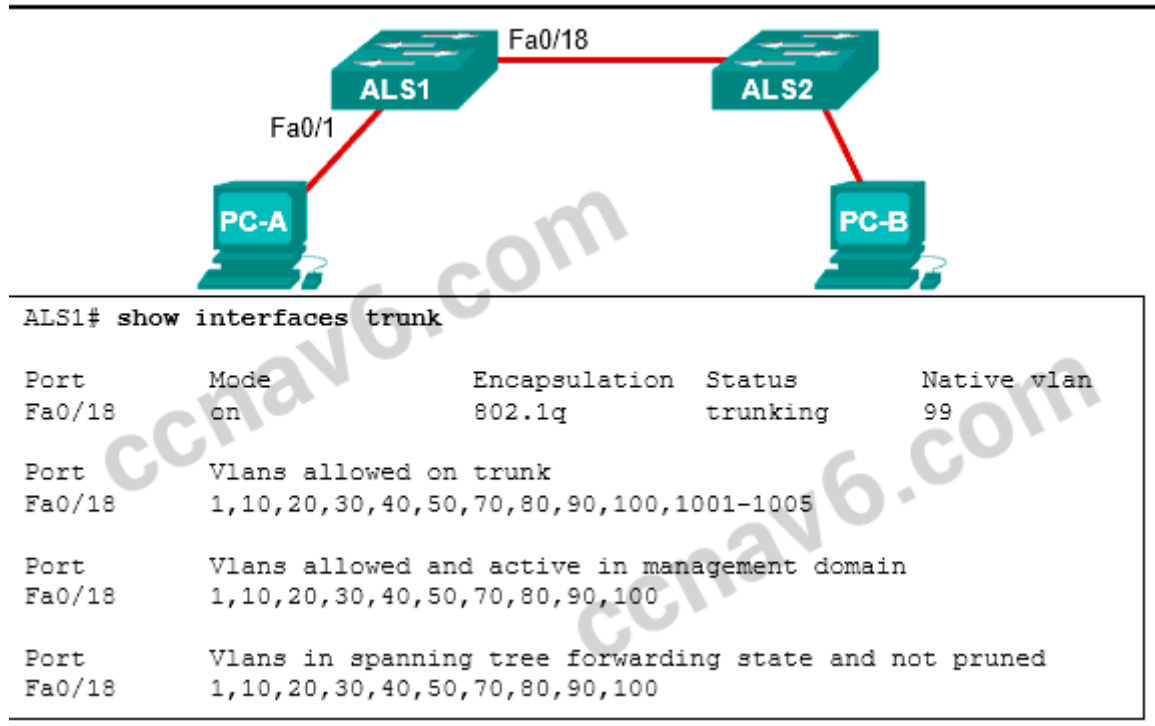 Fa0/18
ALS1
ALS2
Fa0/1
PC-A
PC-B
ccnav6.com
ccnav6.com
ALS1# show interfaces trunk
Port Mode Encapsulation Status Native vlan
Fa0/18 on 802.1q trunking 99
Port Vlans allowed on trunk
Fa0/18 1,10,20,30,40,50,70,80,90,100,1001-1005
Port Vlans allowed and active in management domain
Fa0/18 1,10,20,30,40,50,70,80,90,100
Port Vlans in spanning tree forwarding state and not pruned
Fa0/18 1,10,20,30,40,50,70,80,90,100